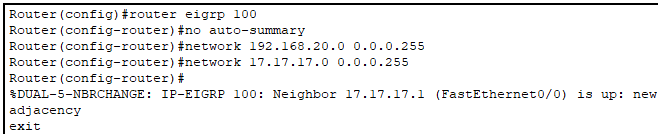 Router(config)#router eigrp 100
Router(config-router)#no auto-summary
Router(config-router)#network 192.168.20.0 0.0.0.255
Router(config-router)#network 17.17.17.0 0.0.0.255
Router(config-router)#
%DUAL-5-NBRCHANGE: IP-EIGRP 100: Neighbor 17.17.17.1 (FastEthernet0/0) is up: new
adjacency
exit